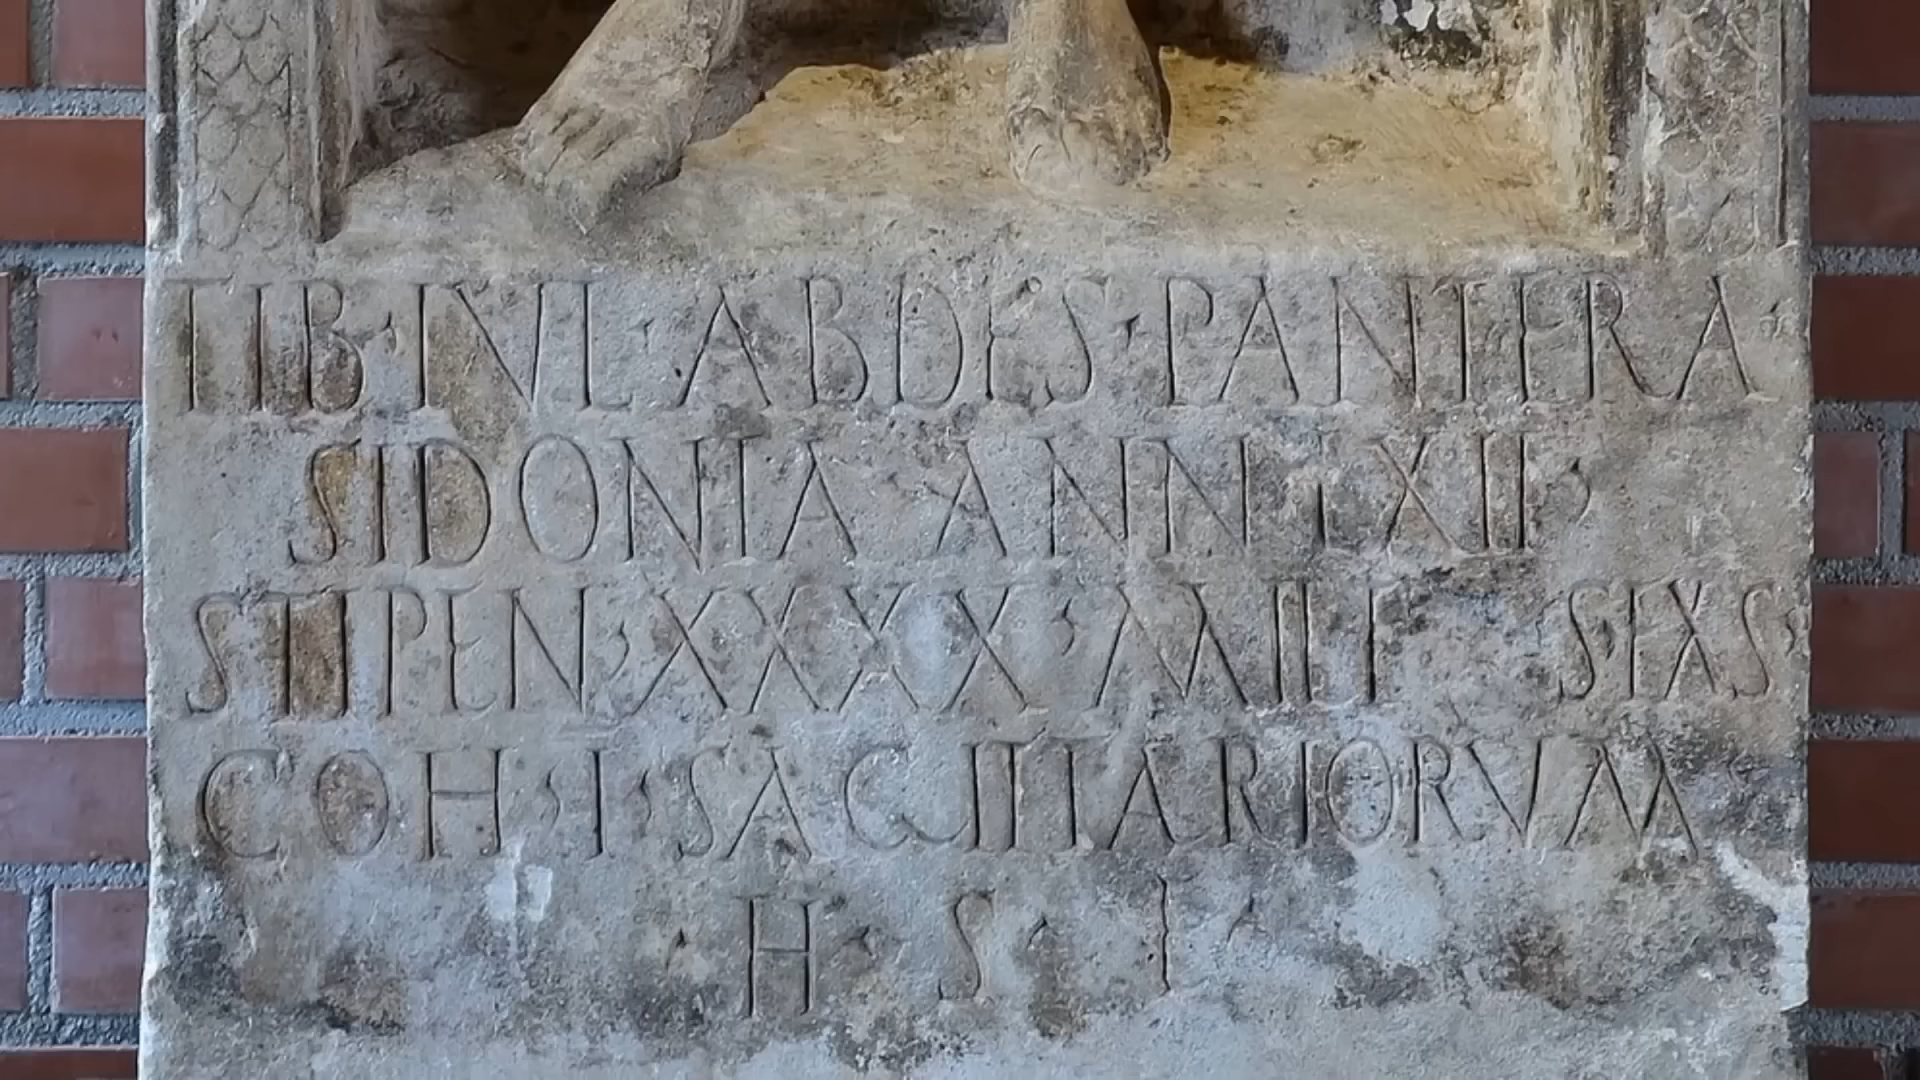 TIB·IVL·ABDES·PANTERA·
SIDONIA ANN LXII
STIPEN·XXXX·MILES·EXS·
COH·I·SAGITTARIORVM
H·S·E